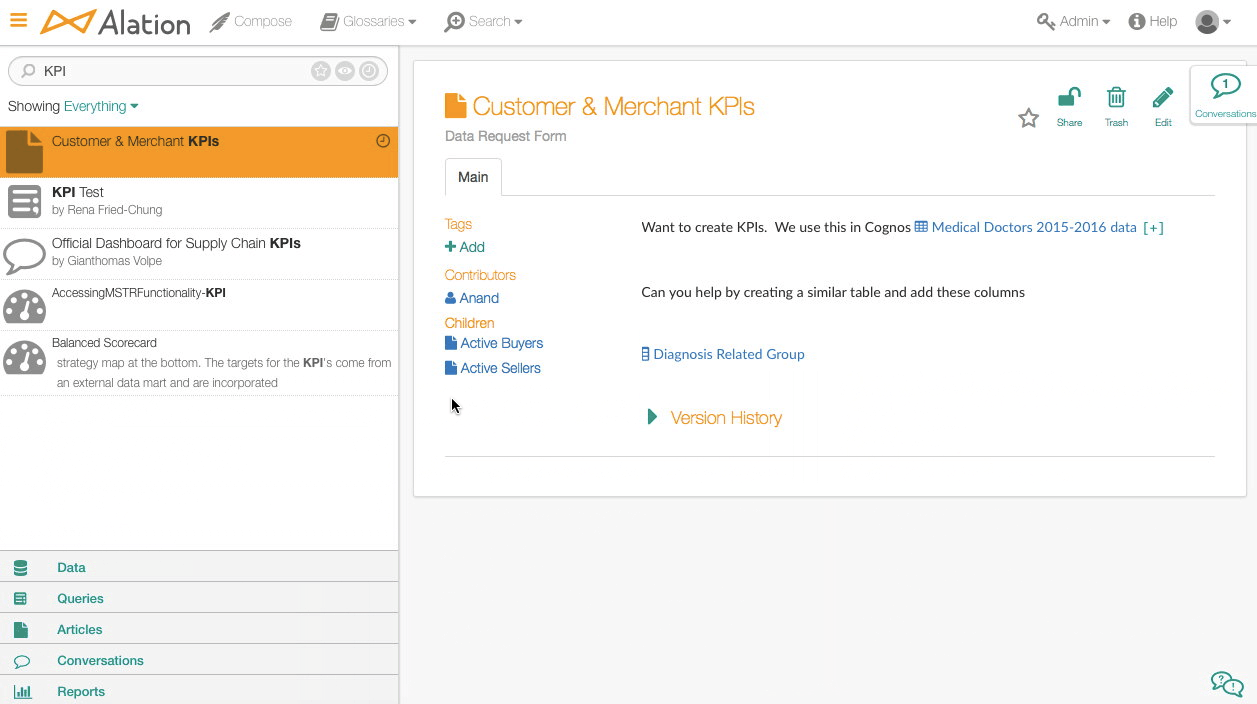 Alation Compose Glossaries Search Admin Help
KPI
Showing Everything
Customer & Merchant KPIs
KPI Test
by Rena Fried-Chung
Official Dashboard for Supply Chain KPIs
by Gianthomas Volpe
AccessingMSTRFunctionality-KPI
Balanced Scorecard
strategy map at the bottom. The targets for the KPI's come from
an external data mart and are incorporated
Data
Queries
Articles
Conversations
Reports
Customer & Merchant KPIs
Data Request Form
Share
Trash
Edit
1
Conversations
Main
Tags
+ Add
Contributors
Anand
Children
Active Buyers
Active Sellers
Want to create KPIs. We use this in Cognos Medical Doctors 2015-2016 data [+]
Can you help by creating a similar table and add these columns
Diagnosis Related Group
Version History